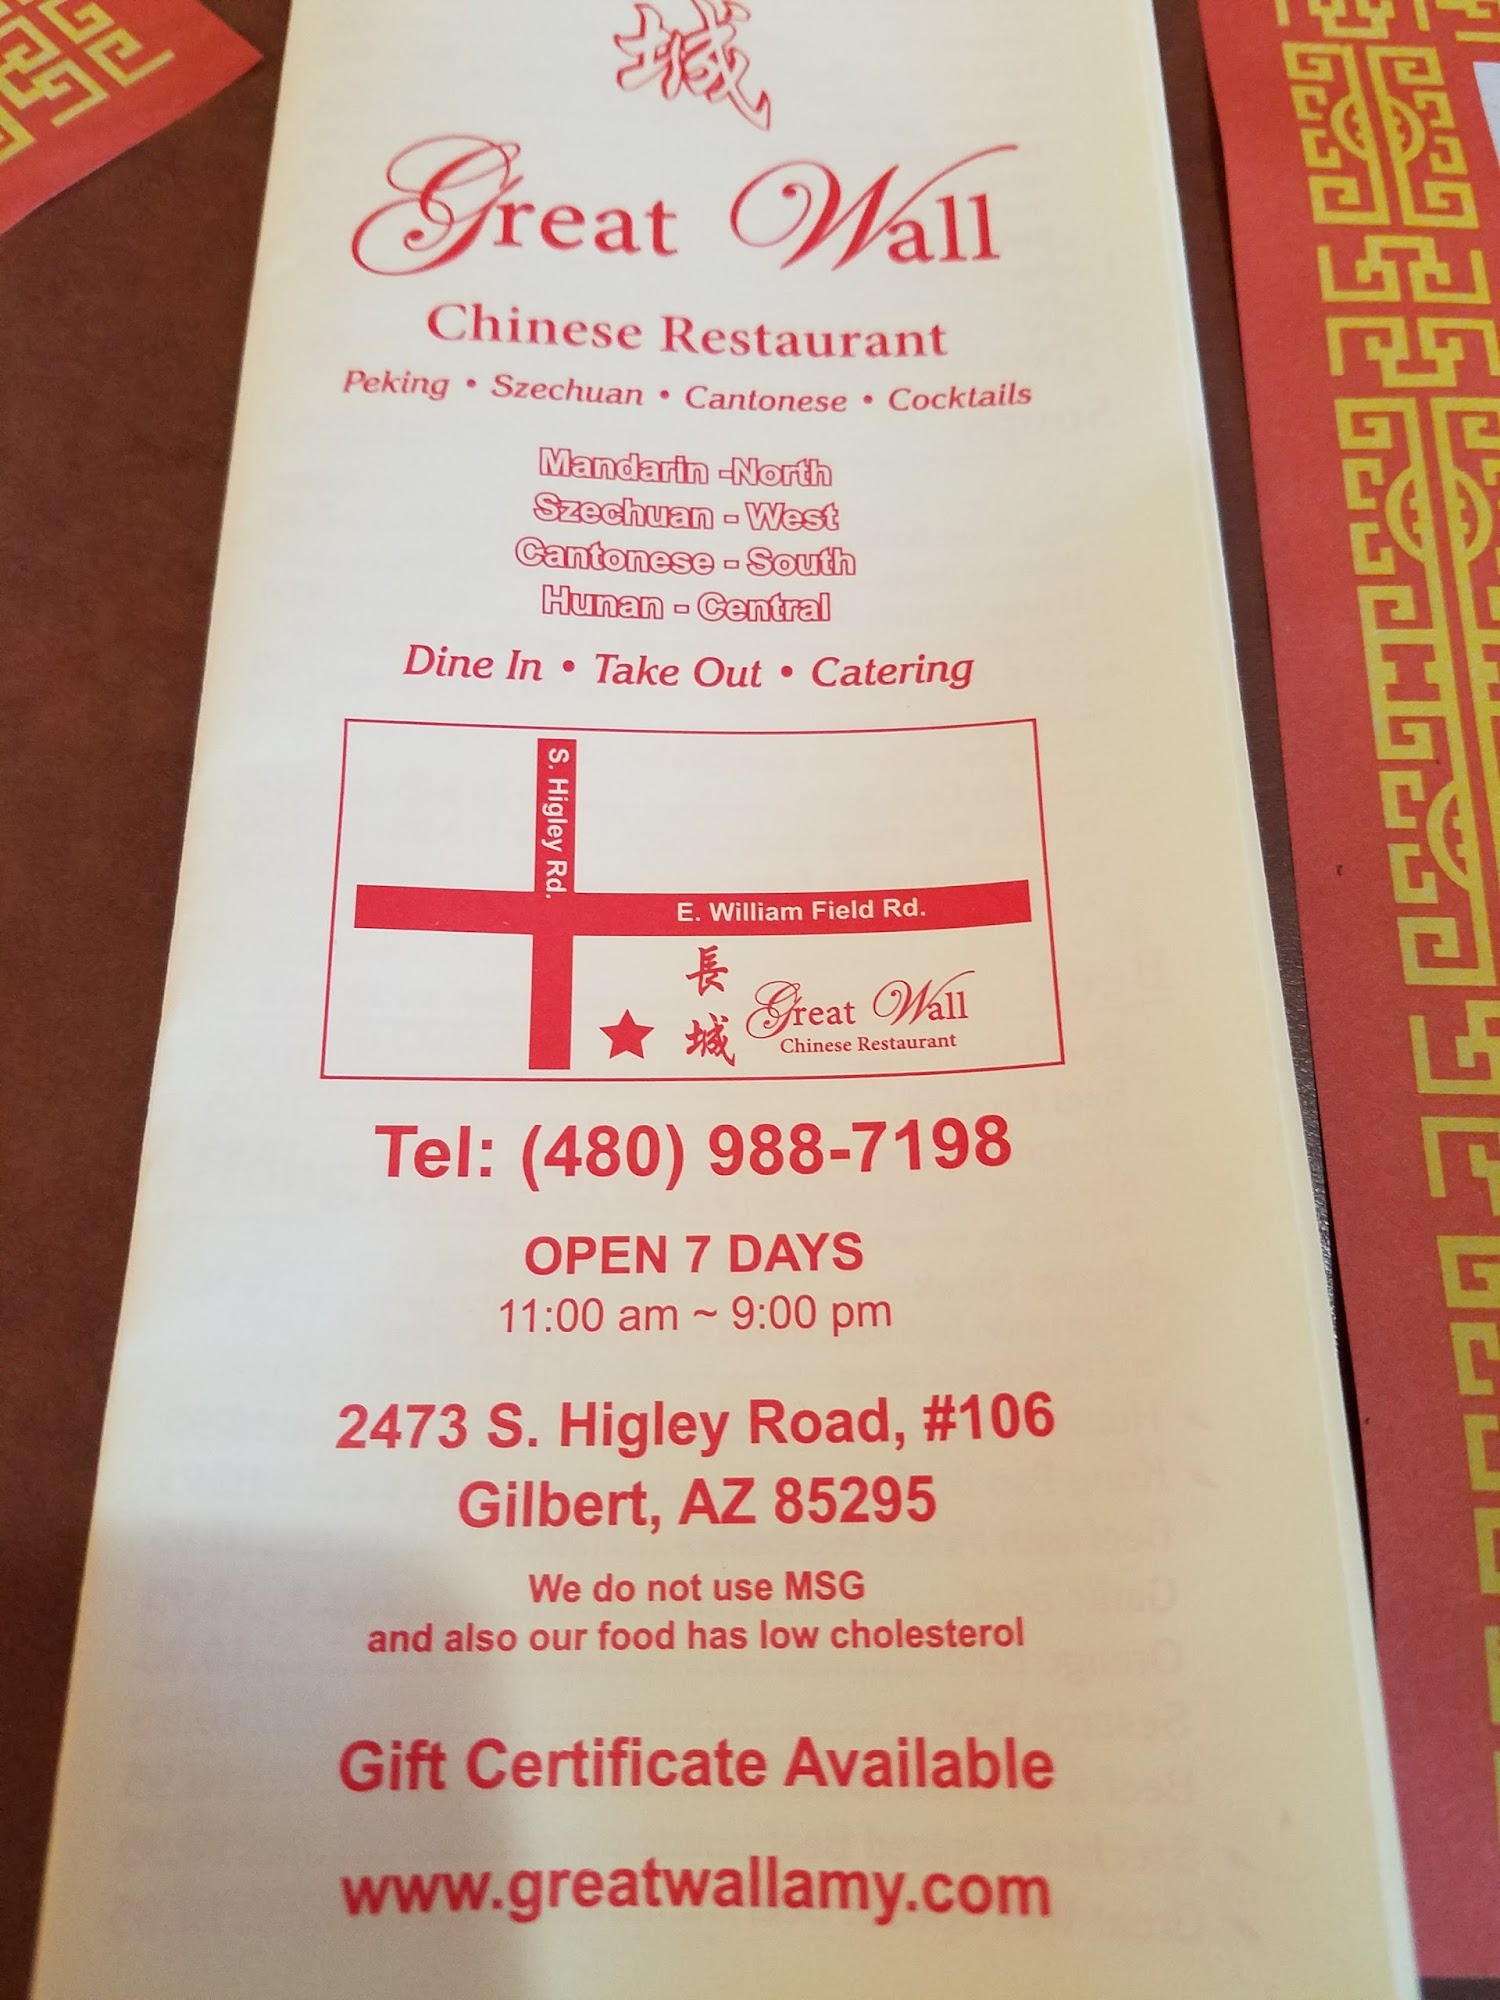 城
Great Wall
Chinese Restaurant
Peking • Szechuan • Cantonese • Cocktails
Mandarin -North
Szechuan - West
Cantonese - South
Hunan - Central
Dine In • Take Out • Catering
S. Higley Rd.
E. William Field Rd.
長
城
Great Wall
Chinese Restaurant
Tel: (480) 988-7198
OPEN 7 DAYS
11:00 am ~ 9:00 pm
2473 S. Higley Road, #106
Gilbert, AZ 85295
We do not use MSG
and also our food has low cholesterol
Gift Certificate Available
www.greatwallamy.com